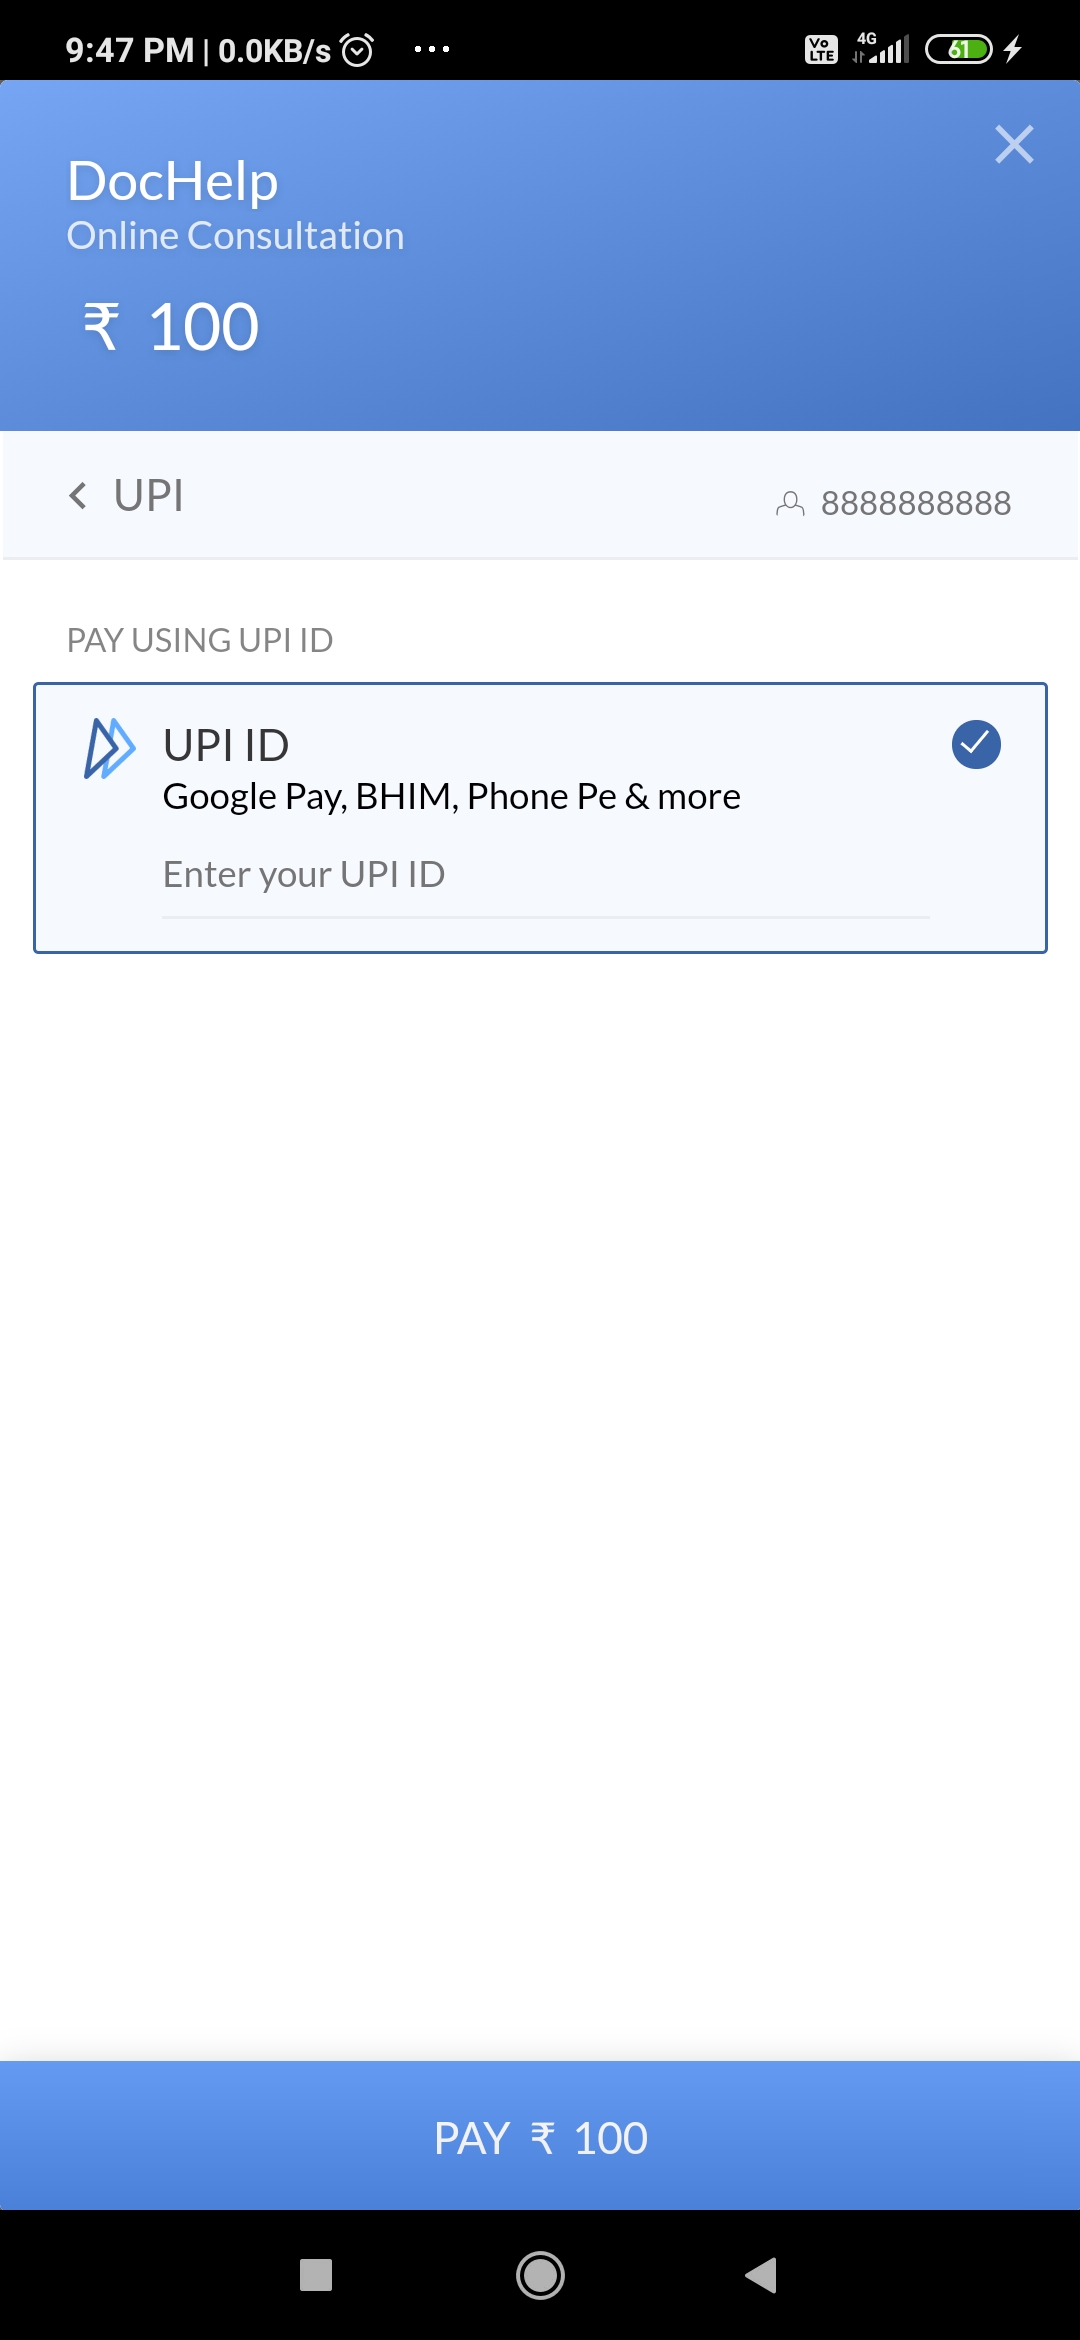 9:47 PM | 0.0KB/s ... Vo LTE 4G 61
DocHelp
Online Consultation
₹ 100
UPI 8888888888
PAY USING UPI ID
UPI ID
Google Pay, BHIM, Phone Pe & more
Enter your UPI ID
PAY ₹ 100